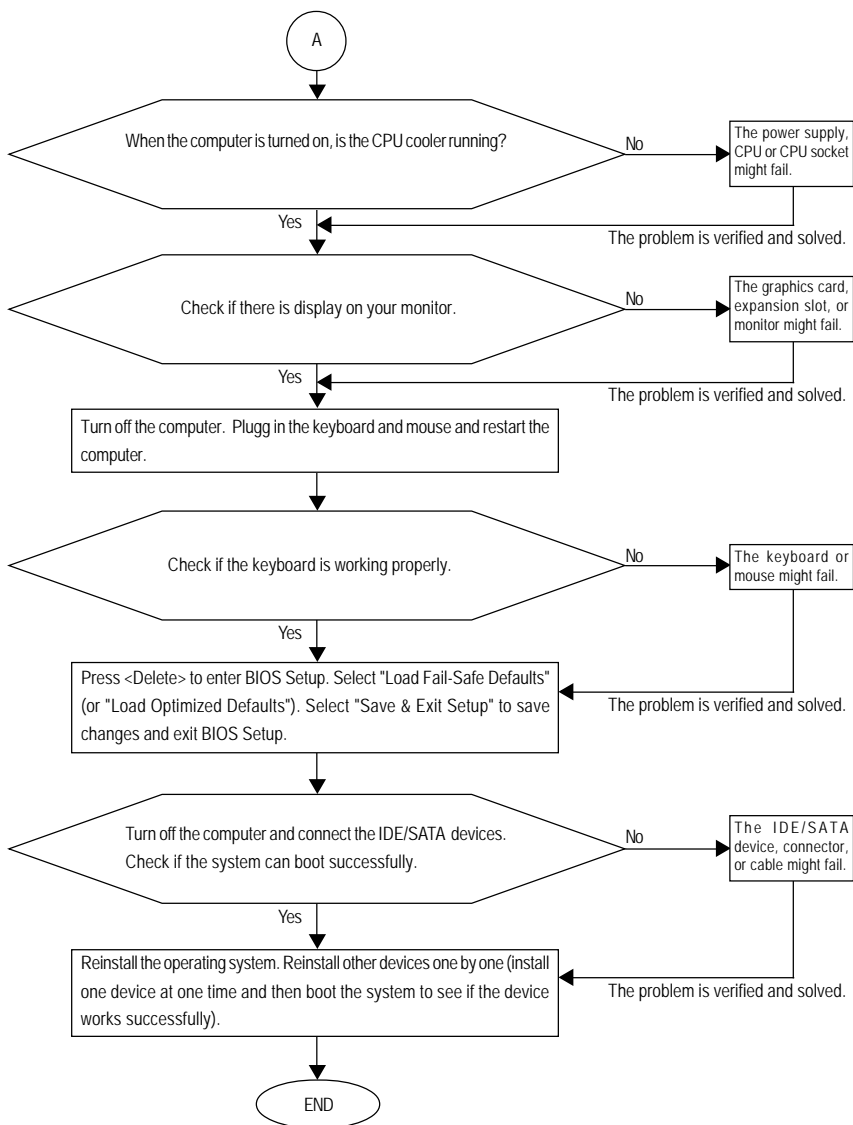 A
When the computer is turned on, is the CPU cooler running?
No
The power supply,
CPU or CPU socket
might fail.
Yes
The problem is verified and solved.
Check if there is display on your monitor.
No
The graphics card,
expansion slot, or
monitor might fail.
Yes
The problem is verified and solved.
Turn off the computer. Plugg in the keyboard and mouse and restart the
computer.
Check if the keyboard is working properly.
No
The keyboard or
mouse might fail.
Yes
Press <Delete> to enter BIOS Setup. Select "Load Fail-Safe Defaults"
(or "Load Optimized Defaults"). Select "Save & Exit Setup" to save
changes and exit BIOS Setup.
The problem is verified and solved.
Turn off the computer and connect the IDE/SATA devices.
Check if the system can boot successfully.
No
The IDE/SATA
device, connector,
or cable might fail.
Yes
Reinstall the operating system. Reinstall other devices one by one (install
one device at one time and then boot the system to see if the device
works successfully).
The problem is verified and solved.
END